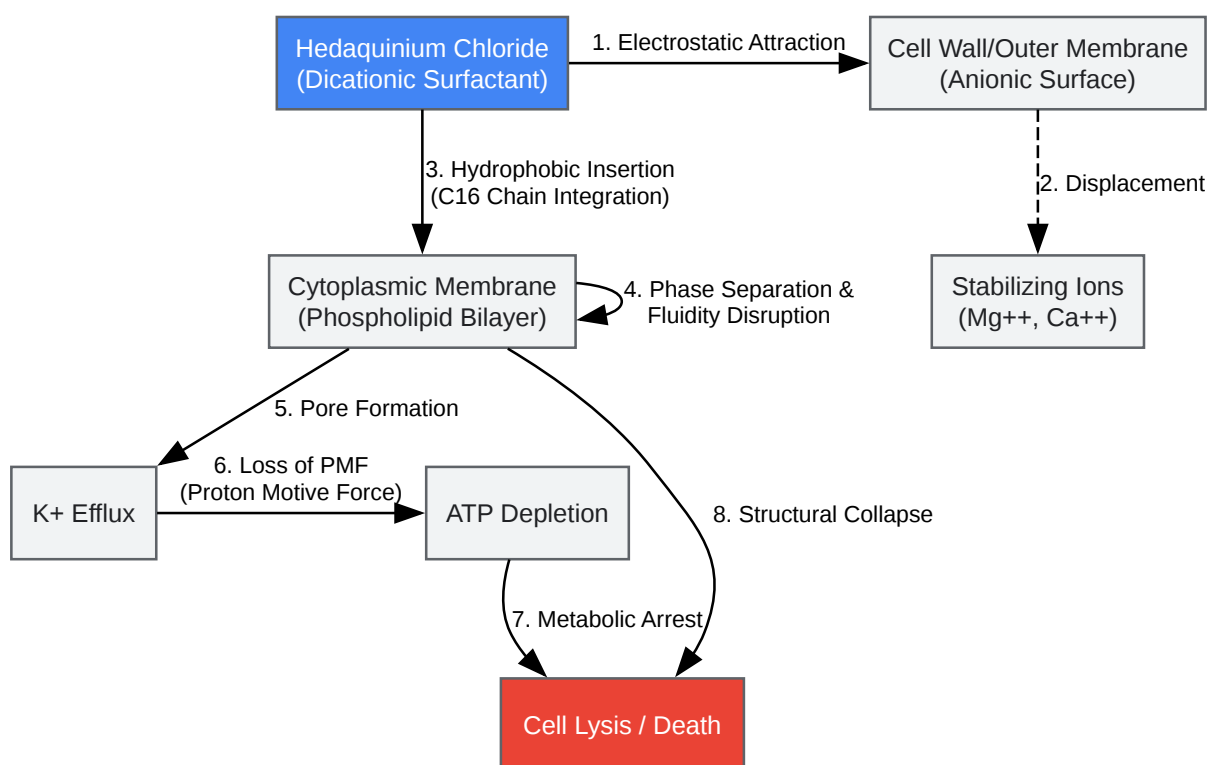 Hedaquinium Chloride
(Dicationic Surfactant)
1. Electrostatic Attraction
Cell Wall/Outer Membrane
(Anionic Surface)
2. Displacement
3. Hydrophobic Insertion
(C16 Chain Integration)
Cytoplasmic Membrane
(Phospholipid Bilayer)
4. Phase Separation &
Fluidity Disruption
Stabilizing Ions
(Mg++, Ca++)
5. Pore Formation
K+ Efflux
6. Loss of PMF
(Proton Motive Force)
ATP Depletion
8. Structural Collapse
7. Metabolic Arrest
Cell Lysis / Death